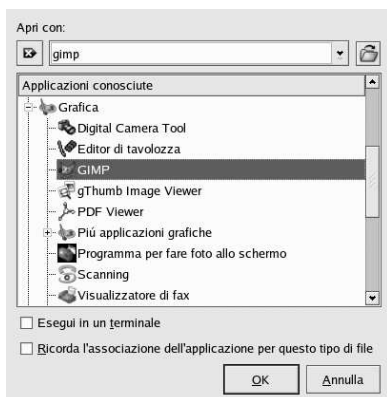 Apri con:
gimp
Applicazioni conosciute
Grafica
Digital Camera Tool
Editor di tavolozza
GIMP
gThumb Image Viewer
PDF Viewer
Piú applicazioni grafiche
Programma per fare foto allo schermo
Scanning
Visualizzatore di fax
Esegui in un terminale
Ricorda l'associazione dell'applicazione per questo tipo di file
OK Annulla